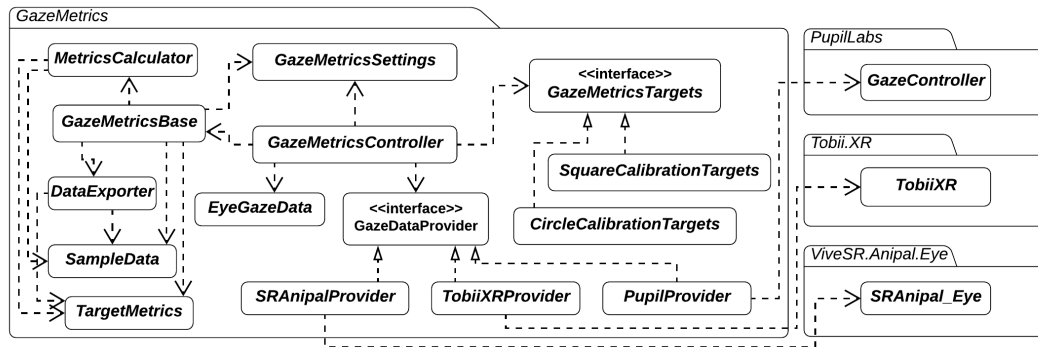 GazeMetrics
MetricsCalculator
GazeMetricsSettings
<<interface>>
GazeMetricsTargets
GazeMetricsBase
GazeMetricsController
SquareCalibrationTargets
DataExporter
EyeGazeData
<<interface>>
GazeDataProvider
CircleCalibrationTargets
SampleData
SRAnipalProvider
TobiiXRProvider
PupilProvider
TargetMetrics
PupilLabs
GazeController
Tobii.XR
TobiiXR
ViveSR.Anipal.Eye
SRAnipal_Eye